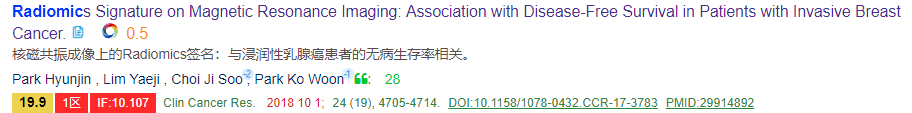 Radiomics Signature on Magnetic Resonance Imaging: Association with Disease-Free Survival in Patients with Invasive Breast
Cancer. 0.5
核磁共振成像上的Radiomics签名：与浸润性乳腺癌患者的无病生存率相关。
Park Hyunjin , Lim Yaeji , Choi Ji Soo-2; Park Ko Woon-1 : 28
19.9 1区 IF:10.107 Clin Cancer Res. 2018 10 1; 24 (19), 4705-4714. DOI:10.1158/1078-0432.CCR-17-3783 PMID:29914892